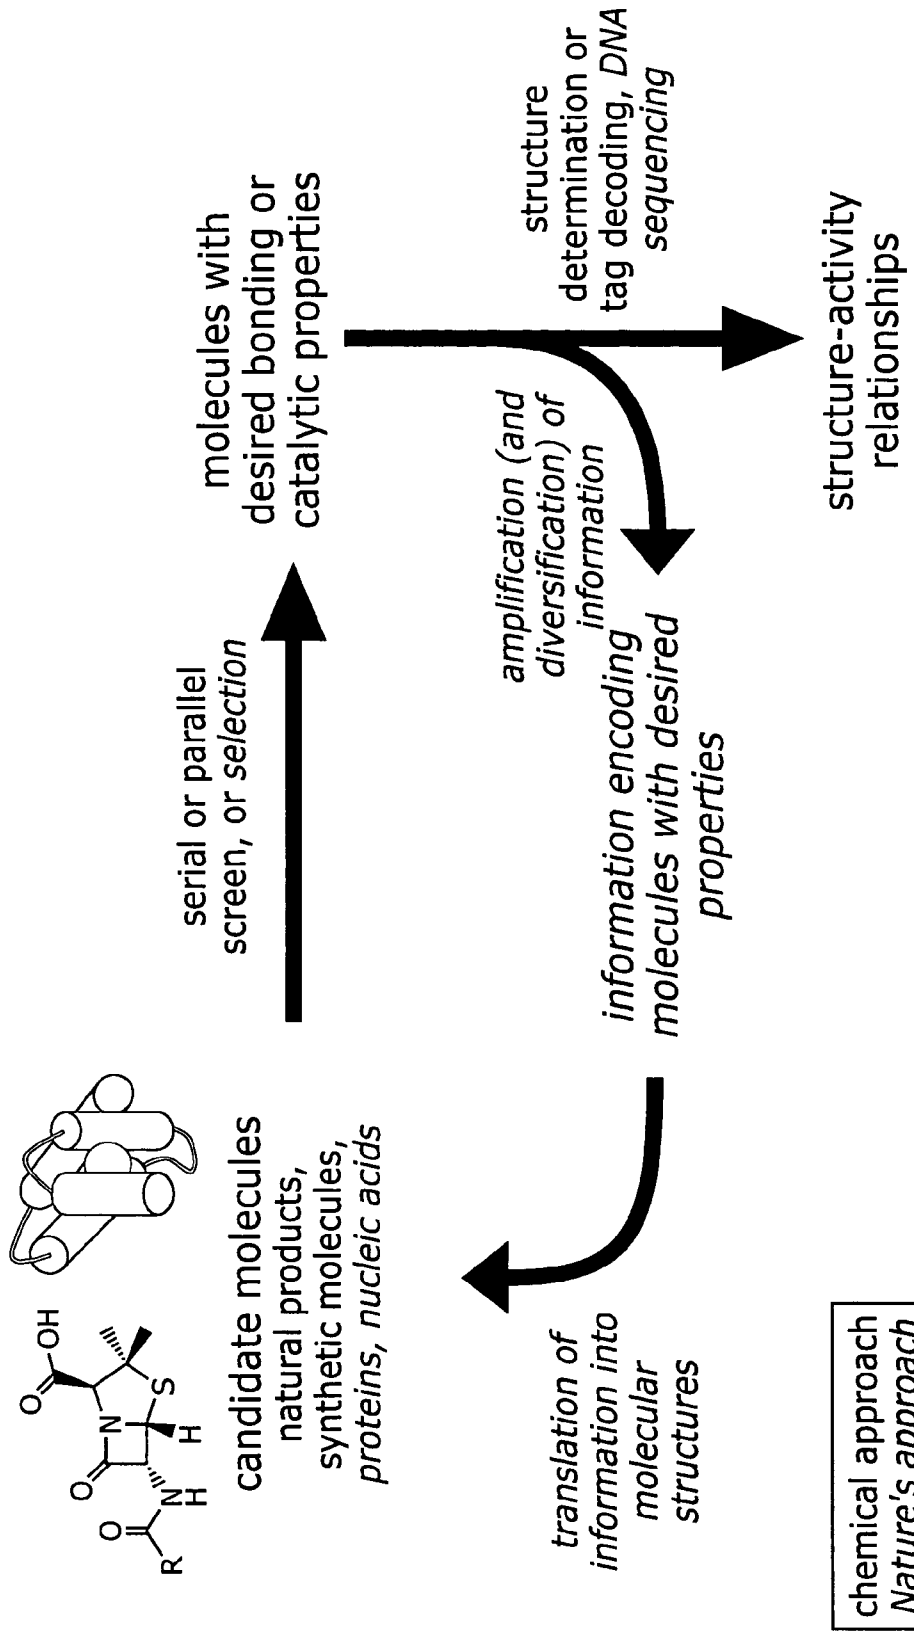 O
OH
O
N
S
H
O
N
H
R
candidate molecules
natural products,
synthetic molecules,
proteins, nucleic acids
serial or parallel
screen, or selection
molecules with
desired bonding or
catalytic properties
structure
determination or
tag decoding, DNA
sequencing
amplification (and
diversification) of
information
structure-activity
relationships
information encoding
molecules with desired
properties
translation of
information into
molecular
structures
chemical approach
Nature's approach